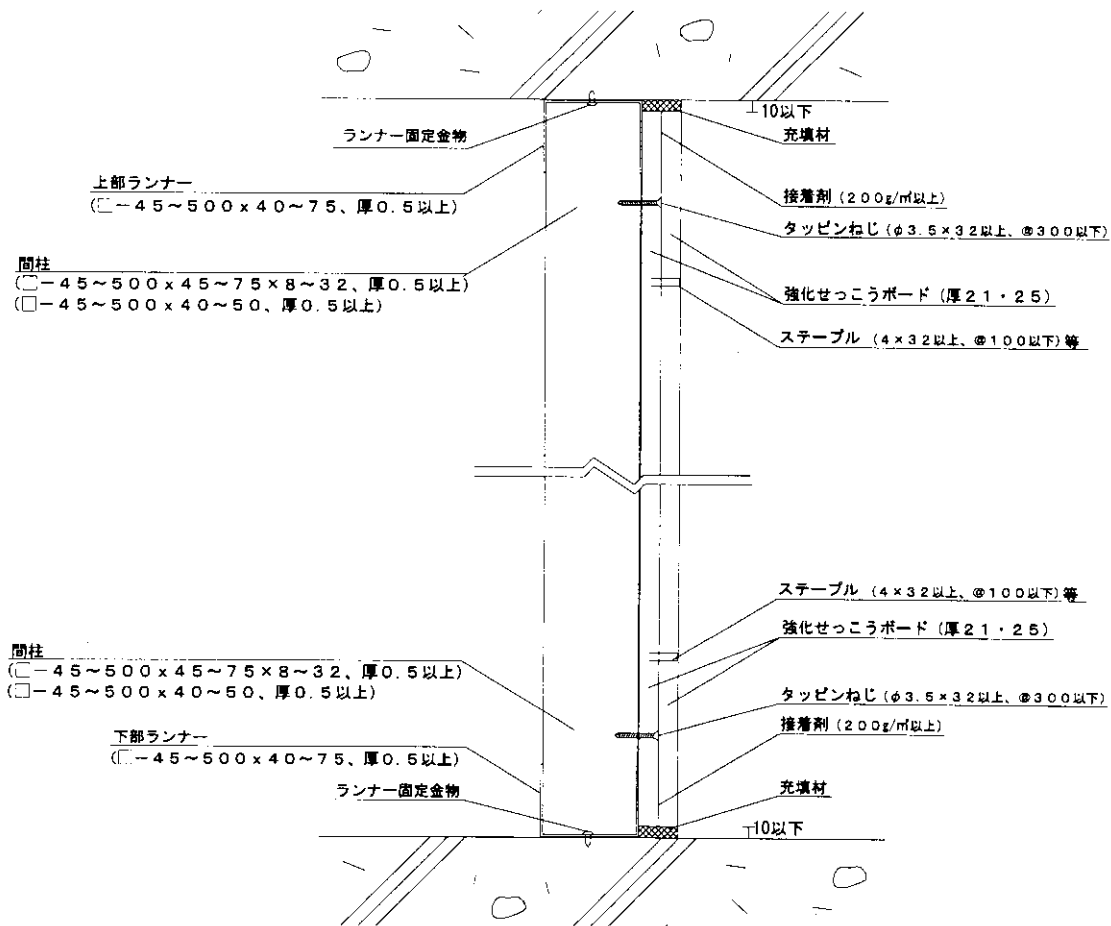 10以下
ランナー固定金物
充填材
上部ランナー
(□－45～500x40～75、厚0.5以上)
接着剤 (200g/㎡以上)
タッピンねじ (φ3.5×32以上、@300以下)
間柱
(□－45～500x45～75×8～32、厚0.5以上)
(□－45～500x40～50、厚0.5以上)
強化せっこうボード (厚21・25)
ステープル (4×32以上、@100以下)等
ステープル (4×32以上、@100以下)等
強化せっこうボード (厚21・25)
間柱
(□－45～500x45～75×8～32、厚0.5以上)
(□－45～500x40～50、厚0.5以上)
タッピンねじ (φ3.5×32以上、@300以下)
接着剤 (200g/㎡以上)
下部ランナー
(□－45～500x40～75、厚0.5以上)
ランナー固定金物
充填材
10以下